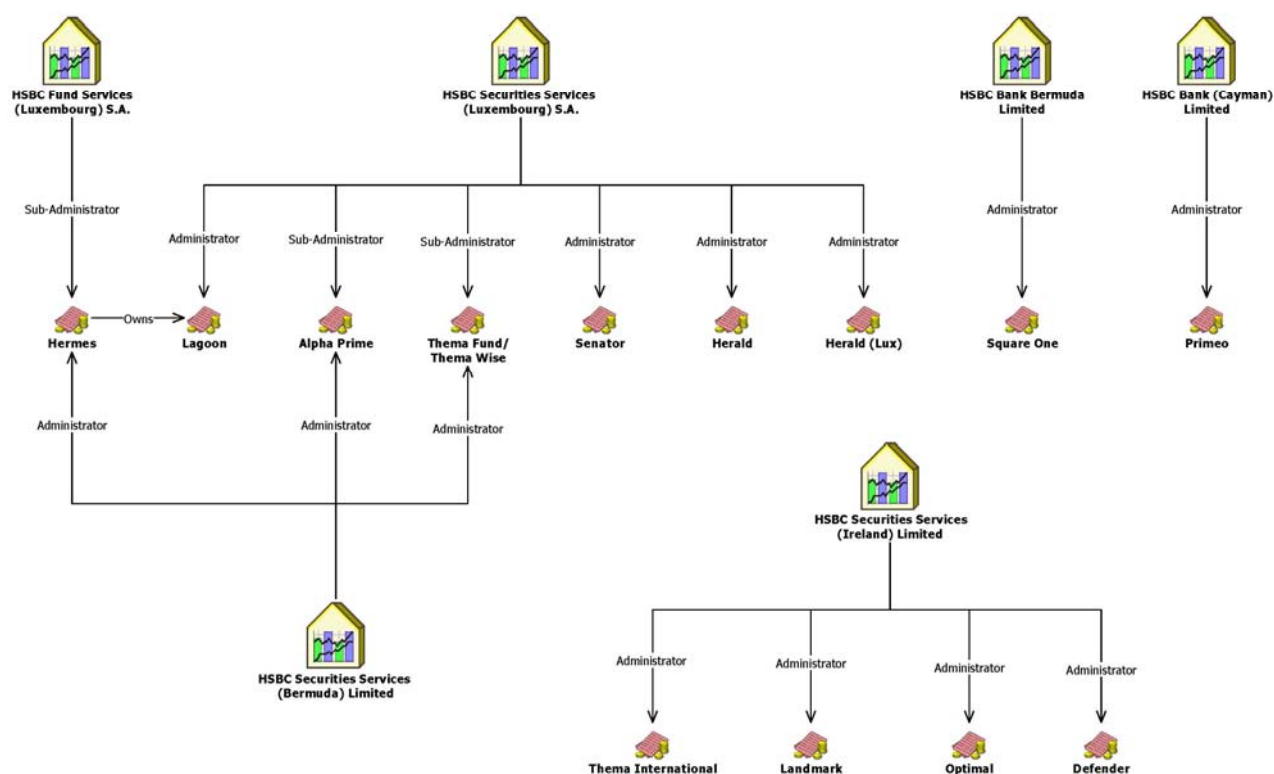 HSBC Fund Services
(Luxembourg) S.A.
HSBC Securities Services
(Luxembourg) S.A.
HSBC Bank Bermuda
Limited
HSBC Bank (Cayman)
Limited
Sub-Administrator
Administrator
Sub-Administrator
Sub-Administrator
Administrator
Administrator
Administrator
Administrator
Administrator
Owns
Hermes
Lagoon
Alpha Prime
Thema Fund/
Thema Wise
Senator
Herald
Herald (Lux)
Square One
Primeo
Administrator
Administrator
Administrator
HSBC Securities Services
(Ireland) Limited
HSBC Securities Services
(Bermuda) Limited
Administrator
Administrator
Administrator
Administrator
Thema International
Landmark
Optimal
Defender